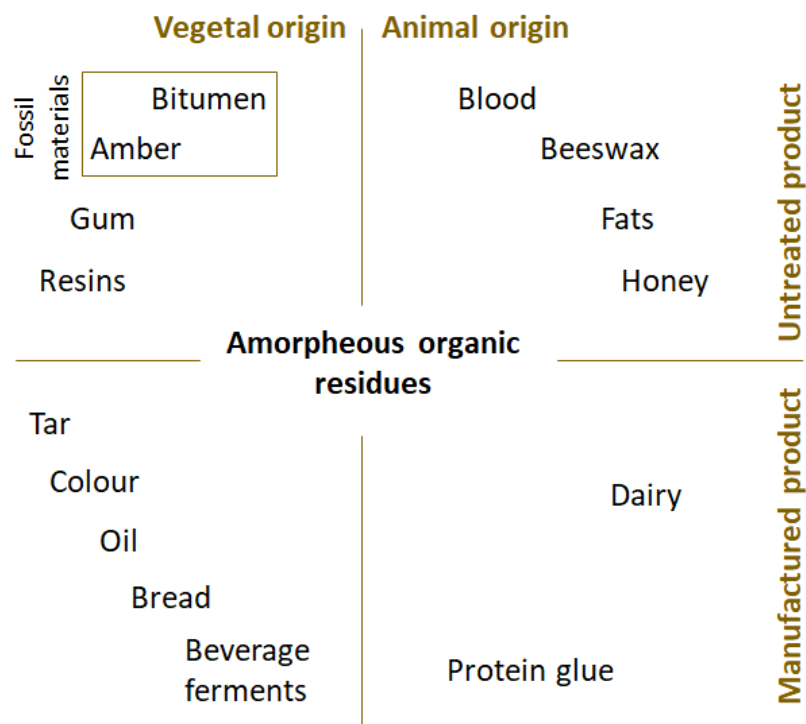 Vegetal origin
Animal origin
Fossil
materials
Bitumen
Amber
Gum
Resins
Blood
Beeswax
Fats
Honey
Untreated product
Amorpheous organic
residues
Tar
Colour
Oil
Bread
Beverage
ferments
Dairy
Protein glue
Manufactured product